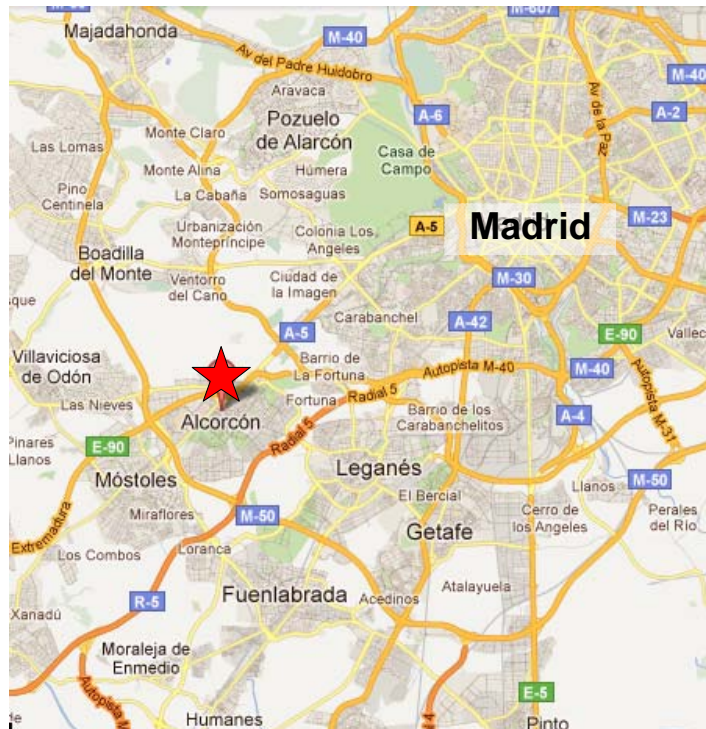 M-607
Majadahonda
M-40
Av del Padre Huidobro
Aravaca
M-40
A-6
A-2
Av de la Paz
Monte Claro
Pozuelo
de Alarcón
Las Lomas
Casa de
Campo
Monte Alina
Húmera
Pino
Centinela
La Cabaña
Somosaguas
Urbanización
Montepríncipe
Colonia Los
Angeles
A-5
Madrid
M-23
Boadilla
del Monte
Ventorro
del Cano
Ciudad de
la Imagen
M-30
Carabanchel
A-5
A-42
E-90
Villaviciosa
de Odón
Barrio de
La Fortuna
Autopista M-40
M-40
Las Nieves
Fortuna
Radial 5
Barrio de los
Carabanchelitos
A-4
Autopista M-31
Alcorcón
Radial 5
E-90
Pinares
Llanos
Leganés
M-50
Móstoles
El Bercial
Llanos
Miraflores
M-50
Getafe
Cerro de
los Angeles
Perales
del Río
Extremadura
Los Combos
Loranca
Fuenlabrada
Acedinos
Atalayuela
R-5
Xanadú
Moraleja de
Enmedio
E-5
Humanes
Pinto